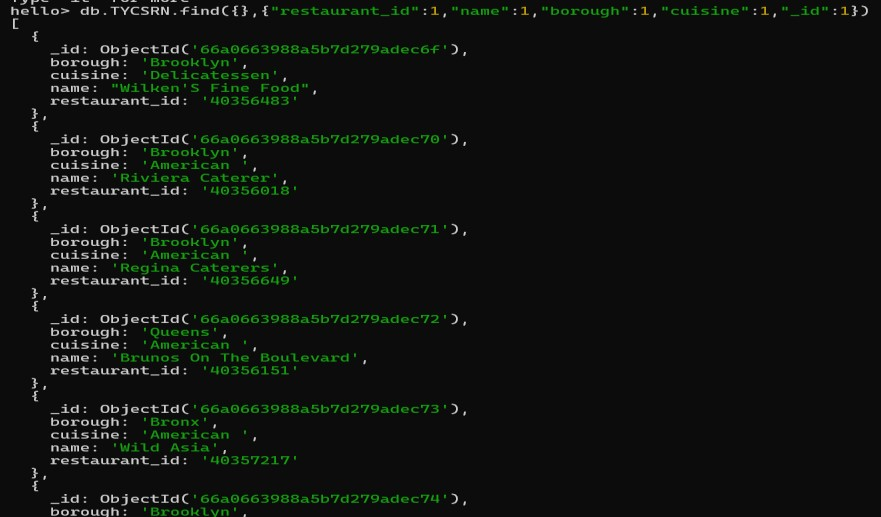 Type "it" for more
hello> db.TYCSRN.find({},{"restaurant_id":1,"name":1,"borough":1,"cuisine":1,"_id":1})
[
  {
    _id: ObjectId('66a0663988a5b7d279adec6f'),
    borough: 'Brooklyn',
    cuisine: 'Delicatessen',
    name: "Wilken'S Fine Food",
    restaurant_id: '40356483'
  },
  {
    _id: ObjectId('66a0663988a5b7d279adec70'),
    borough: 'Brooklyn',
    cuisine: 'American ',
    name: 'Riviera Caterer',
    restaurant_id: '40356018'
  },
  {
    _id: ObjectId('66a0663988a5b7d279adec71'),
    borough: 'Brooklyn',
    cuisine: 'American ',
    name: 'Regina Caterers',
    restaurant_id: '40356649'
  },
  {
    _id: ObjectId('66a0663988a5b7d279adec72'),
    borough: 'Queens',
    cuisine: 'American ',
    name: 'Brunos On The Boulevard',
    restaurant_id: '40356151'
  },
  {
    _id: ObjectId('66a0663988a5b7d279adec73'),
    borough: 'Bronx',
    cuisine: 'American ',
    name: 'Wild Asia',
    restaurant_id: '40357217'
  },
  {
    _id: ObjectId('66a0663988a5b7d279adec74'),
    borough: 'Brooklyn',